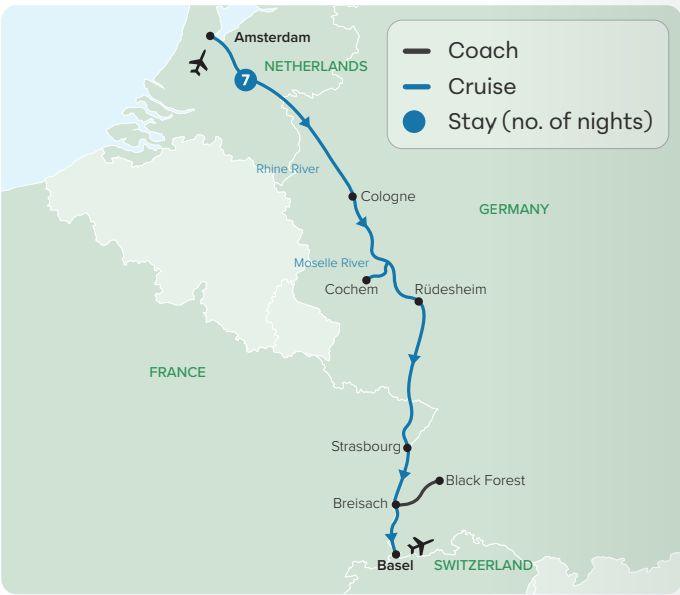 Amsterdam
7
NETHERLANDS
Coach
Cruise
Stay (no. of nights)
Rhine River
Cologne
GERMANY
Moselle River
Cochem
Rüdesheim
FRANCE
Strasbourg
Black Forest
Breisach
Basel
SWITZERLAND